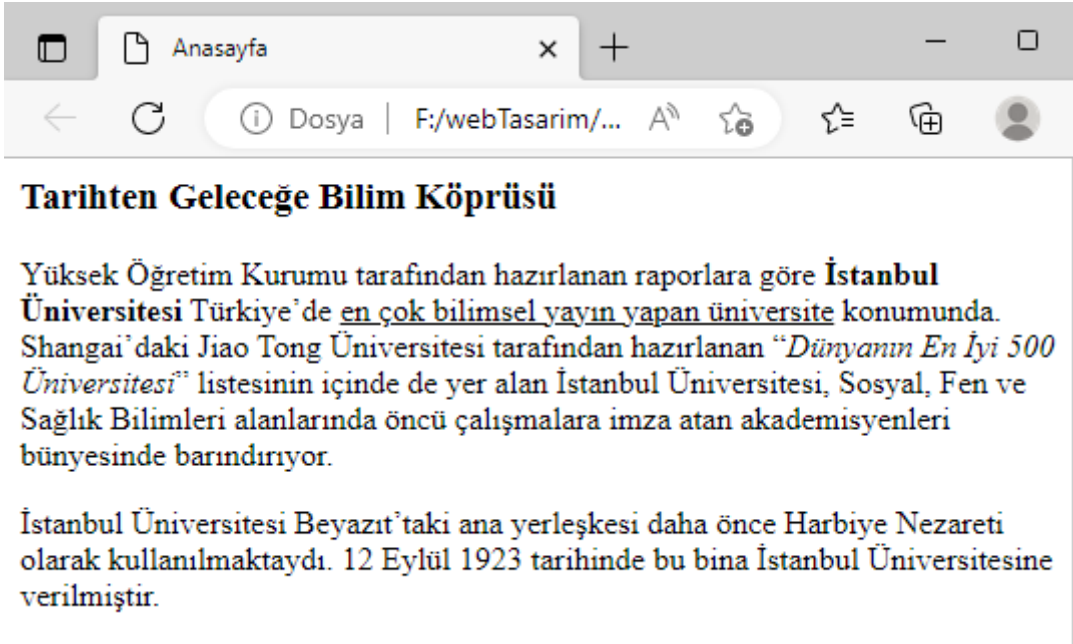 Anasayfa
Dosya F:/webTasarim/...
Tarihten Geleceğe Bilim Köprüsü
Yüksek Öğretim Kurumu tarafından hazırlanan raporlara göre İstanbul
Üniversitesi Türkiye’de en çok bilimsel yayın yapan üniversite konumunda.
Shangai’daki Jiao Tong Üniversitesi tarafından hazırlanan “Dünyanın En İyi 500
Üniversitesi” listesinin içinde de yer alan İstanbul Üniversitesi, Sosyal, Fen ve
Sağlık Bilimleri alanlarında öncü çalışmalara imza atan akademisyenleri
bünyesinde barındırıyor.
İstanbul Üniversitesi Beyazıt’taki ana yerleşkesi daha önce Harbiye Nezareti
olarak kullanılmaktaydı. 12 Eylül 1923 tarihinde bu bina İstanbul Üniversitesine
verilmiştir.